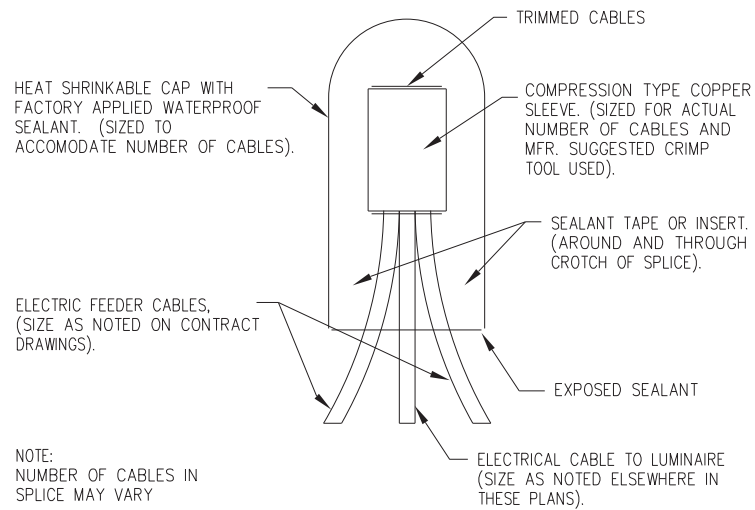 TRIMMED CABLES
HEAT SHRINKABLE CAP WITH
FACTORY APPLIED WATERPROOF
SEALANT. (SIZED TO
ACCOMODATE NUMBER OF CABLES).
COMPRESSION TYPE COPPER
SLEEVE. (SIZED FOR ACTUAL
NUMBER OF CABLES AND
MFR. SUGGESTED CRIMP
TOOL USED).
SEALANT TAPE OR INSERT.
(AROUND AND THROUGH
CROTCH OF SPLICE).
ELECTRIC FEEDER CABLES,
(SIZE AS NOTED ON CONTRACT
DRAWINGS).
EXPOSED SEALANT
NOTE:
NUMBER OF CABLES IN
SPLICE MAY VARY
ELECTRICAL CABLE TO LUMINAIRE
(SIZE AS NOTED ELSEWHERE IN
THESE PLANS).